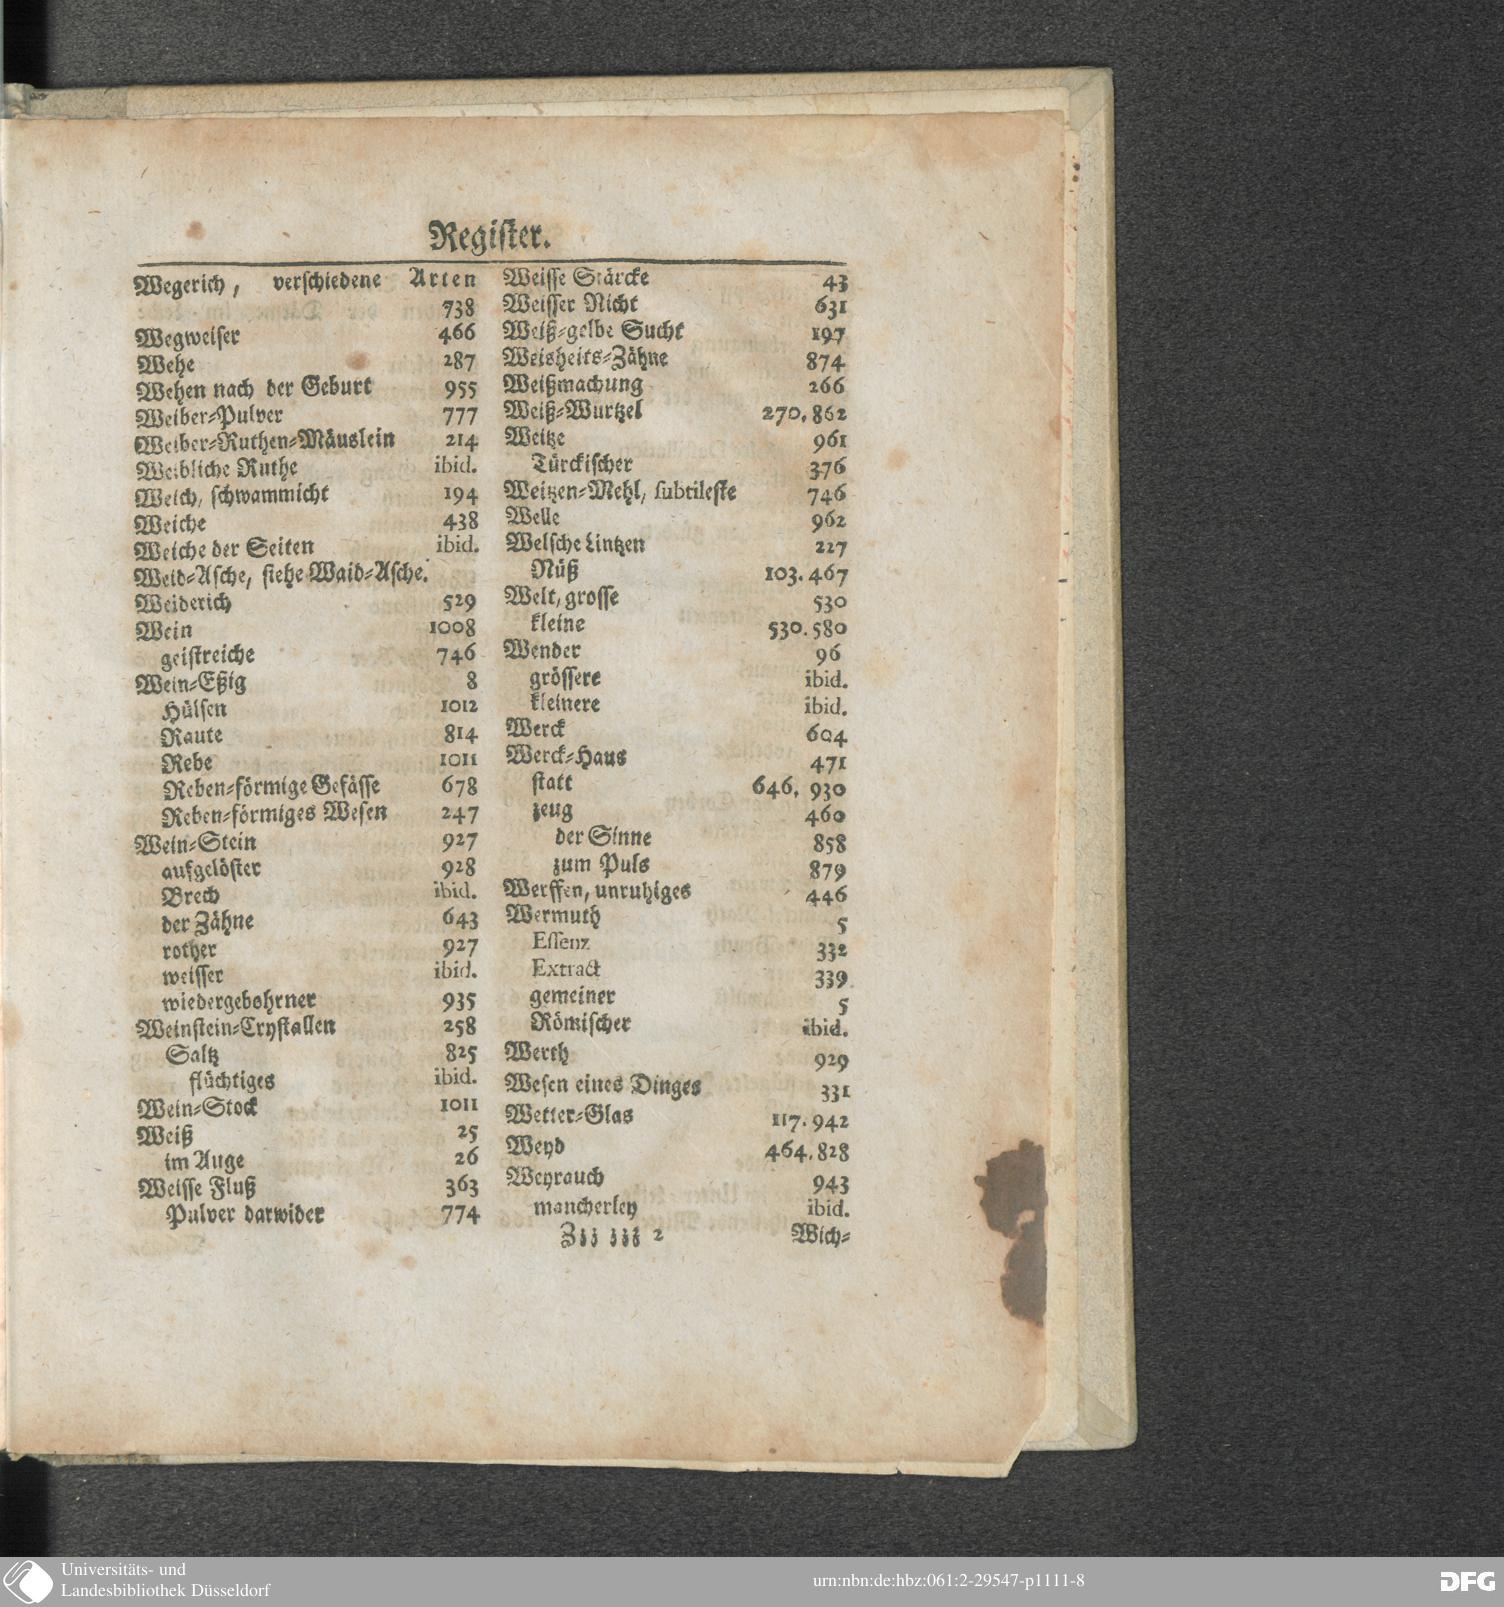 Regiſter.
Wegerich, verſchiedene Arten
738
Wegweiſer 466
Wehe 287
Wehen nach der Geburt 955
Weiber-Pulver 777
Weiber-Ruthen-Mäuslein 214
Weibliche Ruthe ibid.
Weich, ſchwammicht 194
Weiche 438
Weiche der Seiten ibid.
Weid-Aſche, ſiehe Waid-Aſche.
Weiderich 529
Wein 1008
geiſtreiche 746
Wein-Eßig 8
Hülſen 1012
Raute 814
Rebe 1011
Reben-förmige Gefäſſe 678
Reben-förmiges Weſen 247
Wein-Stein 927
aufgelöſter 928
Brech ibid.
der Zähne 643
rother 927
weiſſer ibid.
wiedergebohrner 935
Weinſtein-Cryſtallen 258
Saltz 825
flüchtiges ibid.
Wein-Stock 1011
Weiß 25
im Auge 26
Weiſſe Fluß 363
Pulver darwider 774
Weiſſe Stärcke 43
Weiſſer Nicht 631
Weiß-gelbe Sucht 197
Weisheits-Zähne 874
Weißmachung 266
Weiß-Wurtzel 270. 862
Weitze 961
Türckiſcher 376
Weitzen-Mehl, ſubtileſte 746
Welle 962
Welſche Lintzen 227
Nüß 103. 467
Welt, groſſe 530
kleine 530. 580
Wender 96
gröſſere ibid.
kleinere ibid.
Werck 604
Werck-Haus 471
ſtatt 646. 930
zeug 460
der Sinne 858
zum Puls 879
Werffen, unruhiges 446
Wermuth 5
Eſſenz 332
Extract 339
gemeiner 5
Römiſcher ibid.
Werth 929
Weſen eines Dinges 331
Wetter-Glas 117. 942
Weyd 464. 828
Weyrauch 943
mancherley ibid.
Zzz zzz 2 Wich-
Universitäts- und
Landesbibliothek Düsseldorf
urn:nbn:de:hbz:061:2-29547-p1111-8
DFG